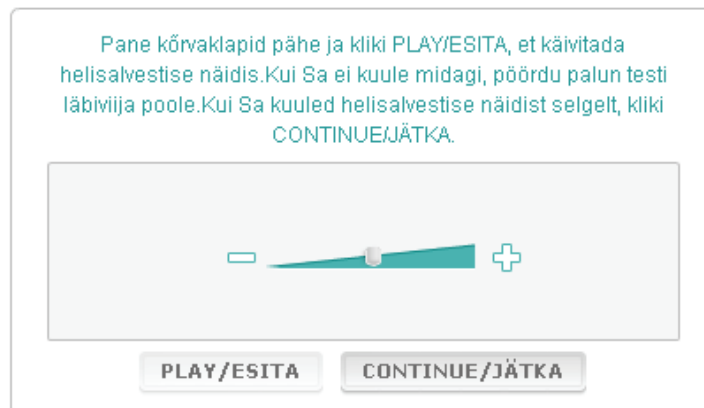 Pane kõrvaklapid pähe ja kliki PLAY/ESITA, et käivitada
helisalvestise näidis.Kui Sa ei kuule midagi, pöördu palun testi
läbiviija poole.Kui Sa kuuled helisalvestise näidist selgelt, kliki
CONTINUE/JÄTKA.
PLAY/ESITA CONTINUE/JÄTKA